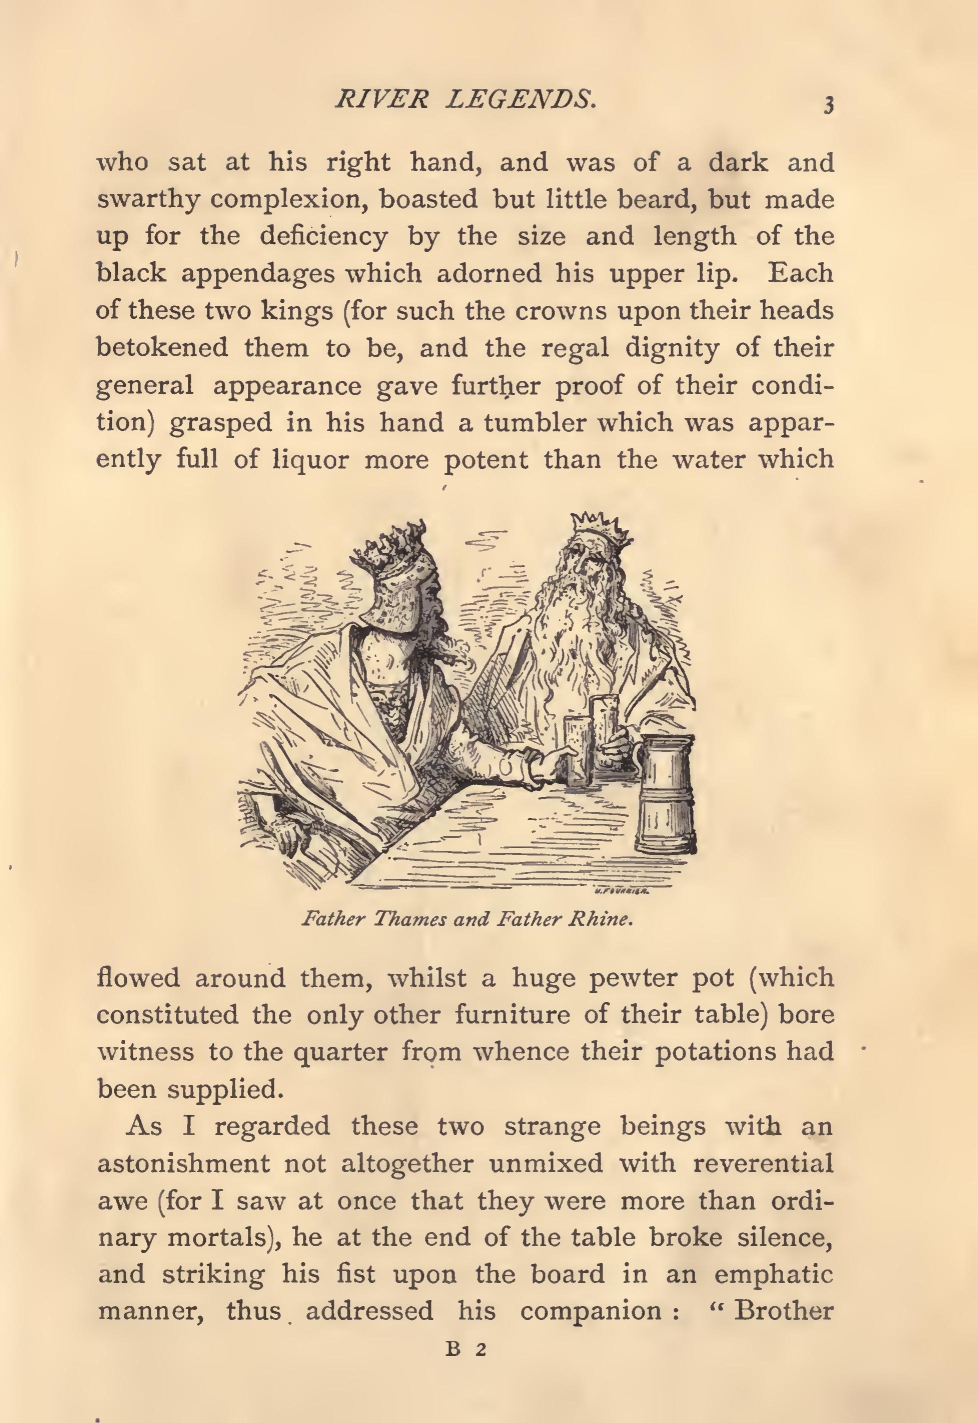 RIVER LEGENDS.
3
who sat at his right hand, and was of a dark and
swarthy complexion, boasted but little beard, but made
up for the deficiency by the size and length of the
black appendages which adorned his upper lip. Each
of these two kings (for such the crowns upon their heads
betokened them to be, and the regal dignity of their
general appearance gave further proof of their condi-
tion) grasped in his hand a tumbler which was appar-
ently full of liquor more potent than the water which
Father Thames and Father Rhine.
flowed around them, whilst a huge pewter pot (which
constituted the only other furniture of their table) bore
witness to the quarter from whence their potations had
been supplied.
As I regarded these two strange beings with an
astonishment not altogether unmixed with reverential
awe (for I saw at once that they were more than ordi-
nary mortals), he at the end of the table broke silence,
and striking his fist upon the board in an emphatic
manner, thus addressed his companion : “ Brother
B 2